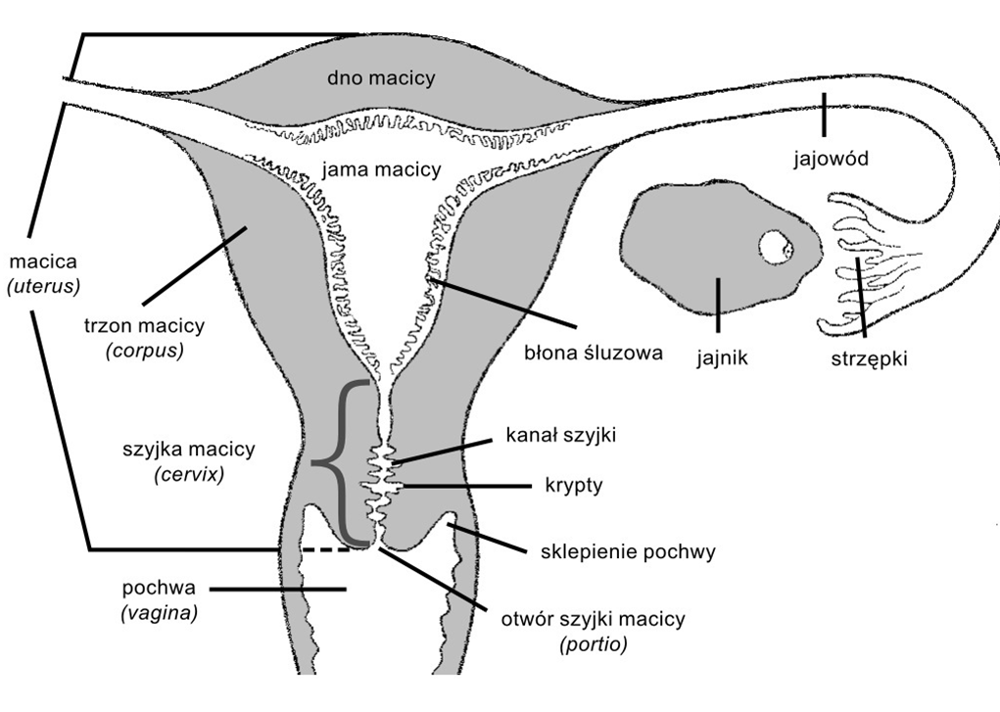 dno macicy
jama macicy
jajowód
macica
(uterus)
trzon macicy
(corpus)
błona śluzowa
jajnik
strzępki
szyjka macicy
(cervix)
kanał szyjki
krypty
sklepienie pochwy
pochwa
(vagina)
otwór szyjki macicy
(portio)